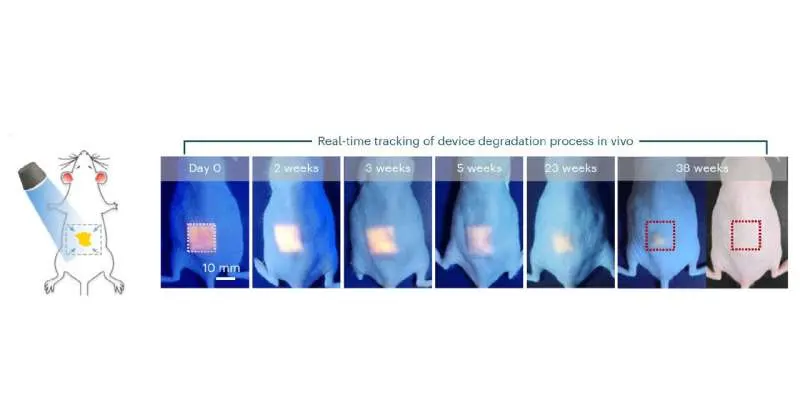 Real-time tracking of device degradation process in vivo
Day 0
2 weeks
3 weeks
5 weeks
23 weeks
38 weeks
10 mm